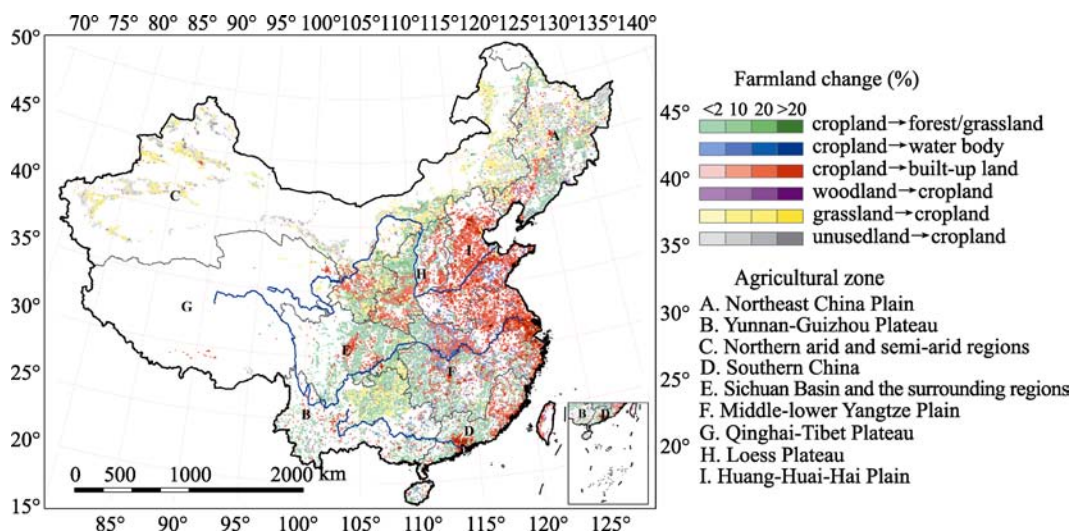 70° 75° 80° 85° 90° 95° 100° 105° 110° 115° 120° 125° 130° 135° 140°
50°
45°
40°
35°
30°
25°
20°
15°
45°
40°
35°
30°
25°
20°
A
C
I
H
G
E
F
B
D
B D
0 500 1000 2000 km
85° 90° 95° 100° 105° 110° 115° 120° 125°
Farmland change (%)
<2 10 20 >20
cropland→forest/grassland
cropland→water body
cropland→built-up land
woodland→cropland
grassland→cropland
unusedland→cropland
Agricultural zone
A. Northeast China Plain
B. Yunnan-Guizhou Plateau
C. Northern arid and semi-arid regions
D. Southern China
E. Sichuan Basin and the surrounding regions
F. Middle-lower Yangtze Plain
G. Qinghai-Tibet Plateau
H. Loess Plateau
I. Huang-Huai-Hai Plain